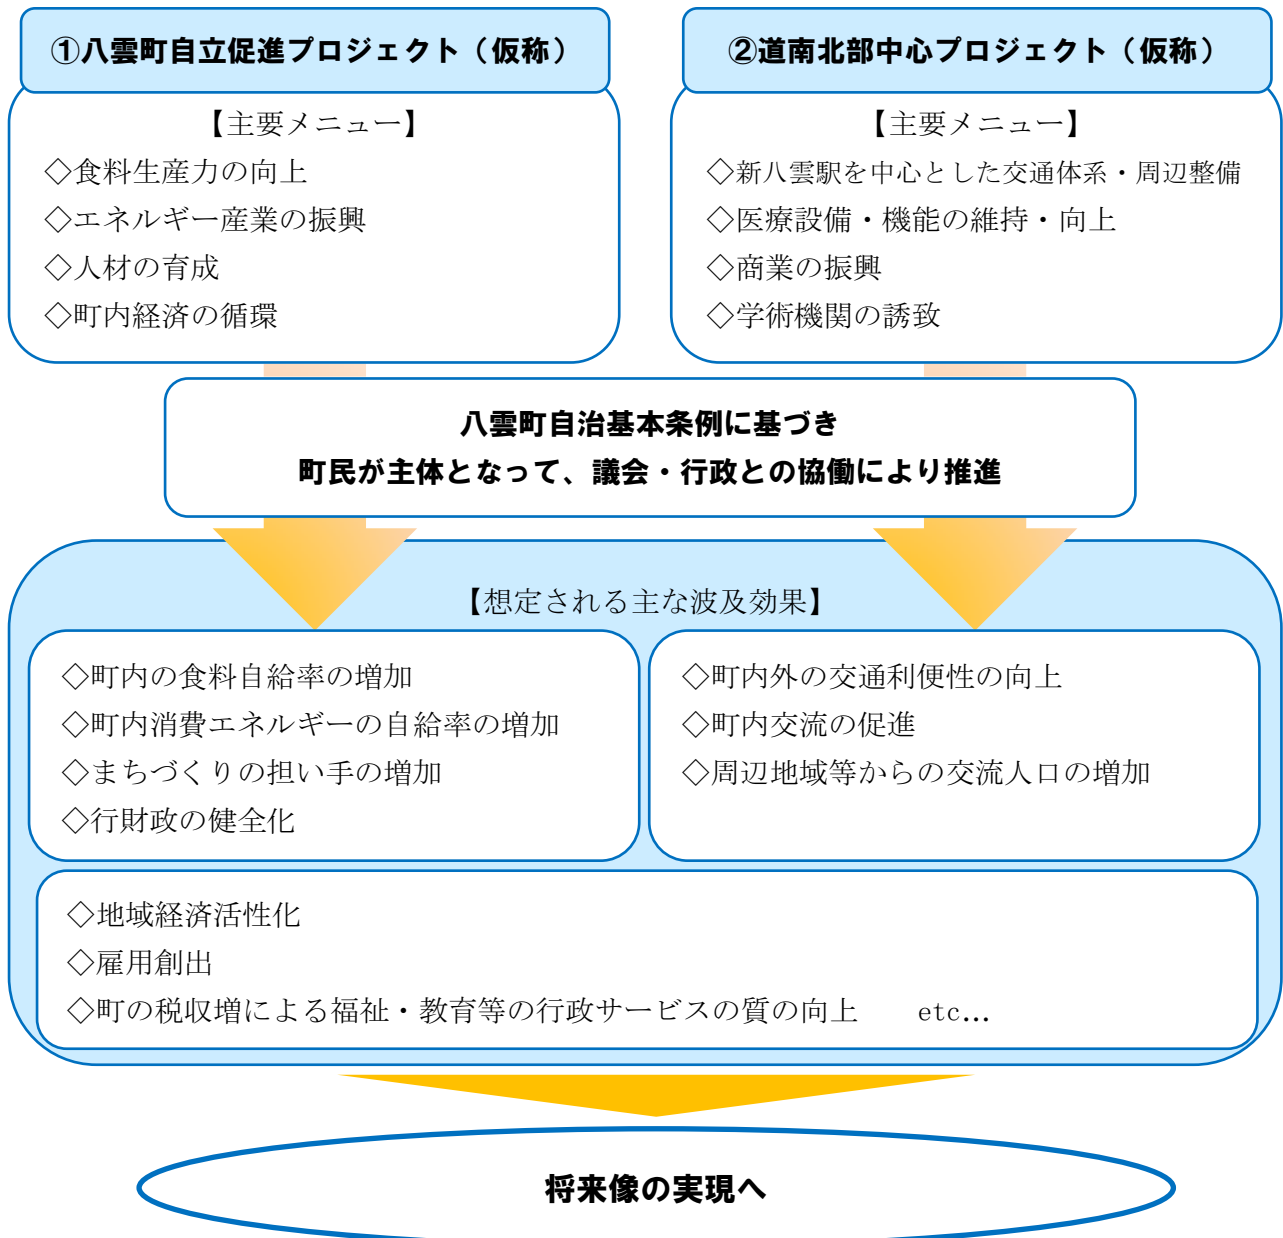 ①八雲町自立促進プロジェクト（仮称）
【主要メニュー】
◇食料生産力の向上
◇エネルギー産業の振興
◇人材の育成
◇町内経済の循環
②道南北部中心プロジェクト（仮称）
【主要メニュー】
◇新八雲駅を中心とした交通体系・周辺整備
◇医療設備・機能の維持・向上
◇商業の振興
◇学術機関の誘致
八雲町自治基本条例に基づき
町民が主体となって、議会・行政との協働により推進
【想定される主な波及効果】
◇町内の食料自給率の増加
◇町内消費エネルギーの自給率の増加
◇まちづくりの担い手の増加
◇行財政の健全化
◇町内外の交通利便性の向上
◇町内交流の促進
◇周辺地域等からの交流人口の増加
◇地域経済活性化
◇雇用創出
◇町の税収増による福祉・教育等の行政サービスの質の向上　　etc…
将来像の実現へ